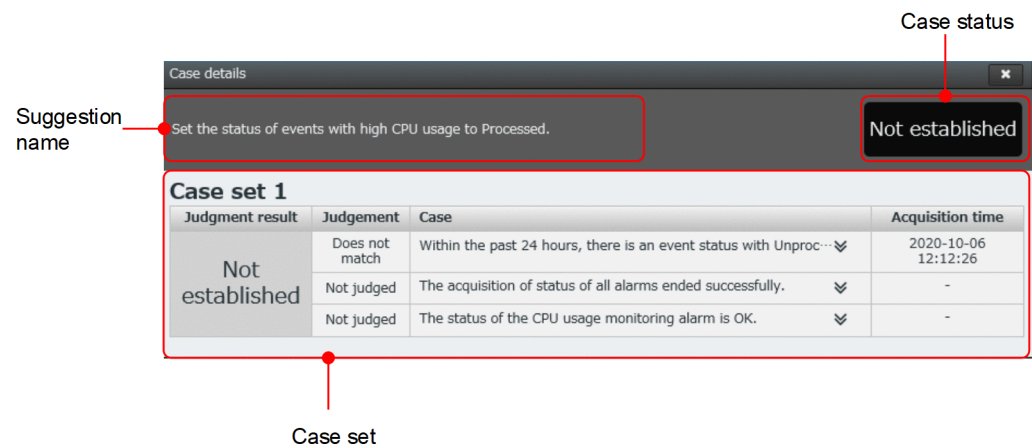 Case status
Case details
Suggestion
name
Set the status of events with high CPU usage to Processed.
Not established
Case set 1
Judgment result Judgement Case Acquisition time
Not
established
Does not
match
Within the past 24 hours, there is an event status with Unproc···
2020-10-06
12:12:26
Not judged The acquisition of status of all alarms ended successfully. -
Not judged The status of the CPU usage monitoring alarm is OK. -
Case set